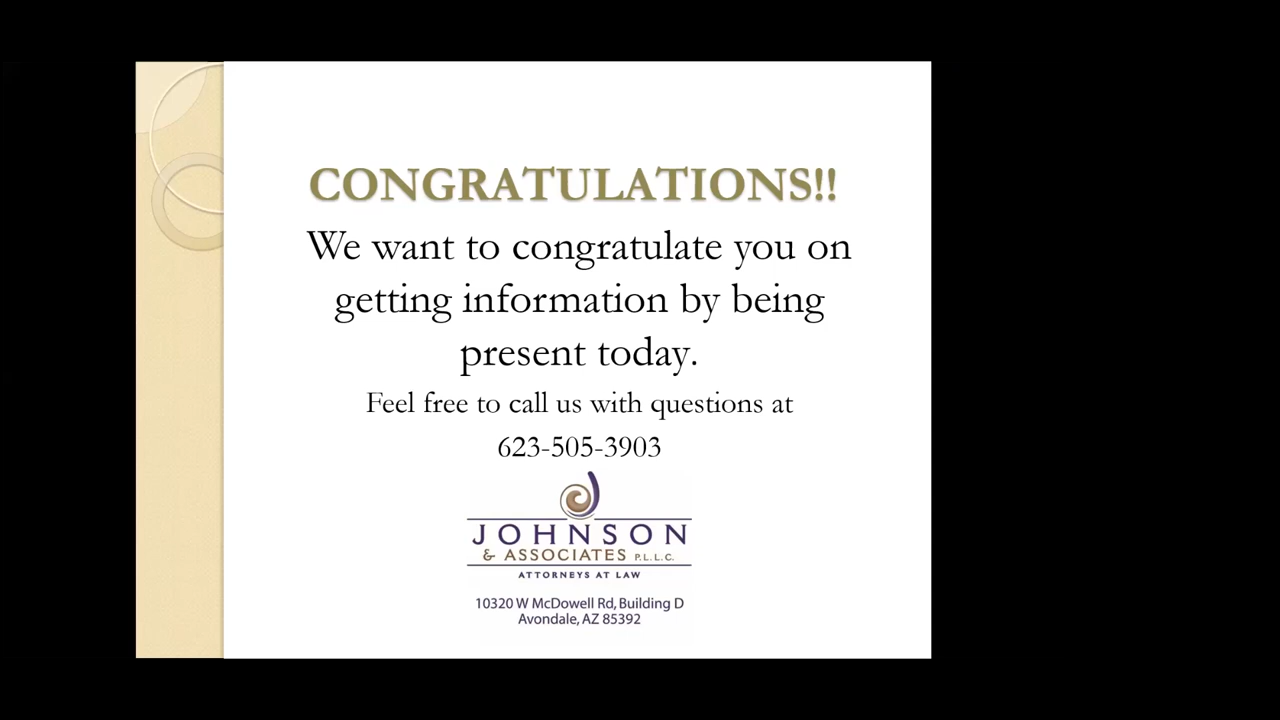 CONGRATULATIONS!!
We want to congratulate you on
getting information by being
present today.
Feel free to call us with questions at
623-505-3903
JOHNSON
& ASSOCIATES P.L.L.C.
ATTORNEYS AT LAW
10320 W McDowell Rd, Building D
Avondale, AZ 85392